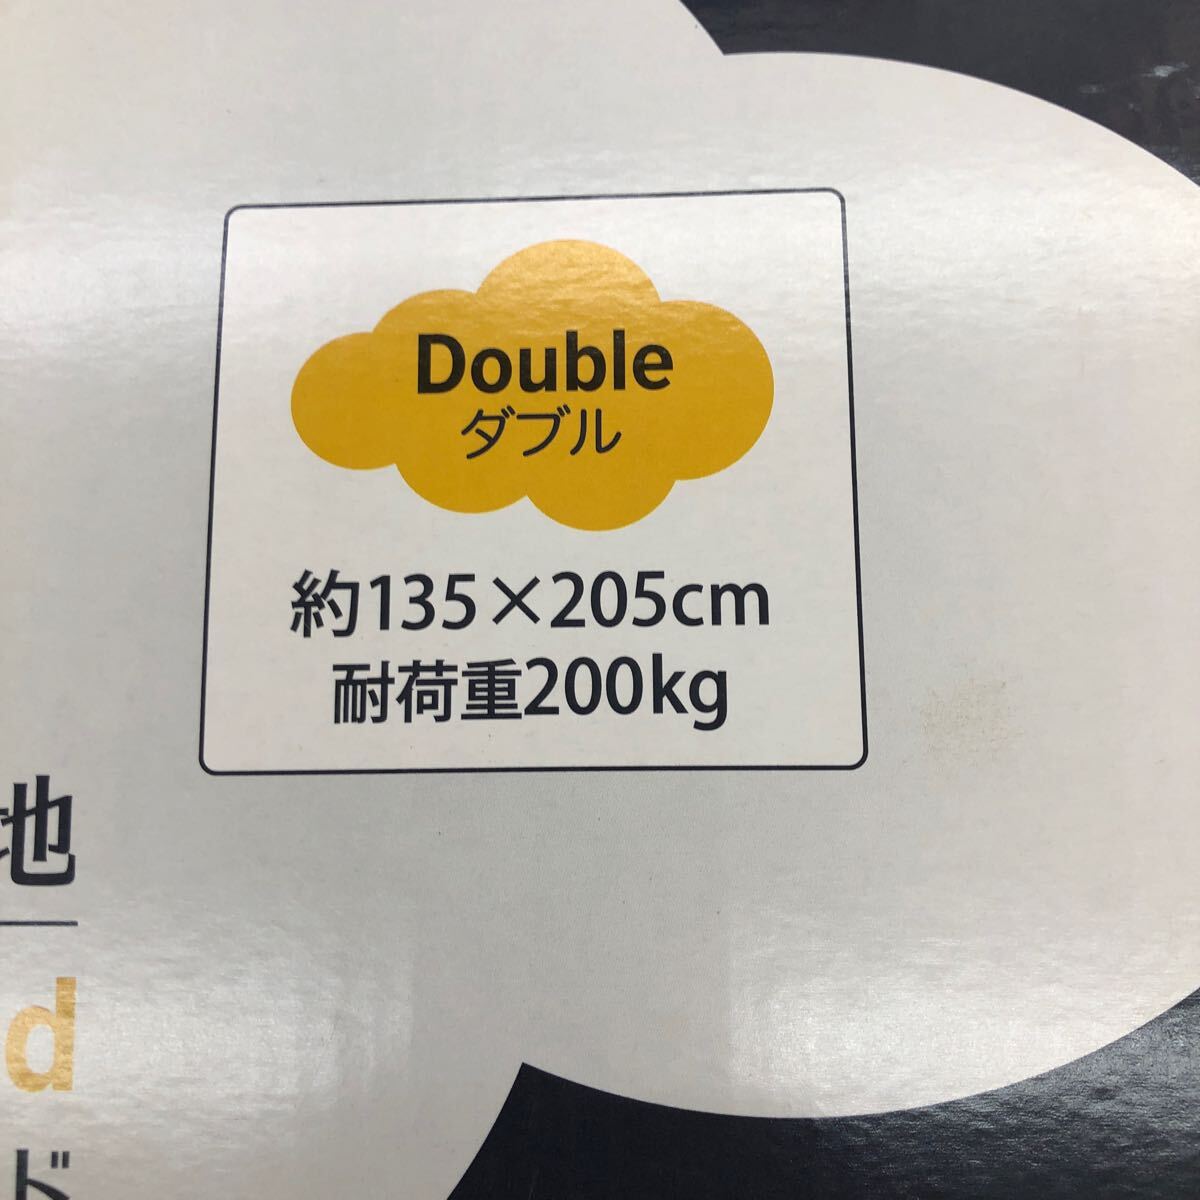 Double
ダブル
約135×205cm
耐荷重200kg
地
d
ド